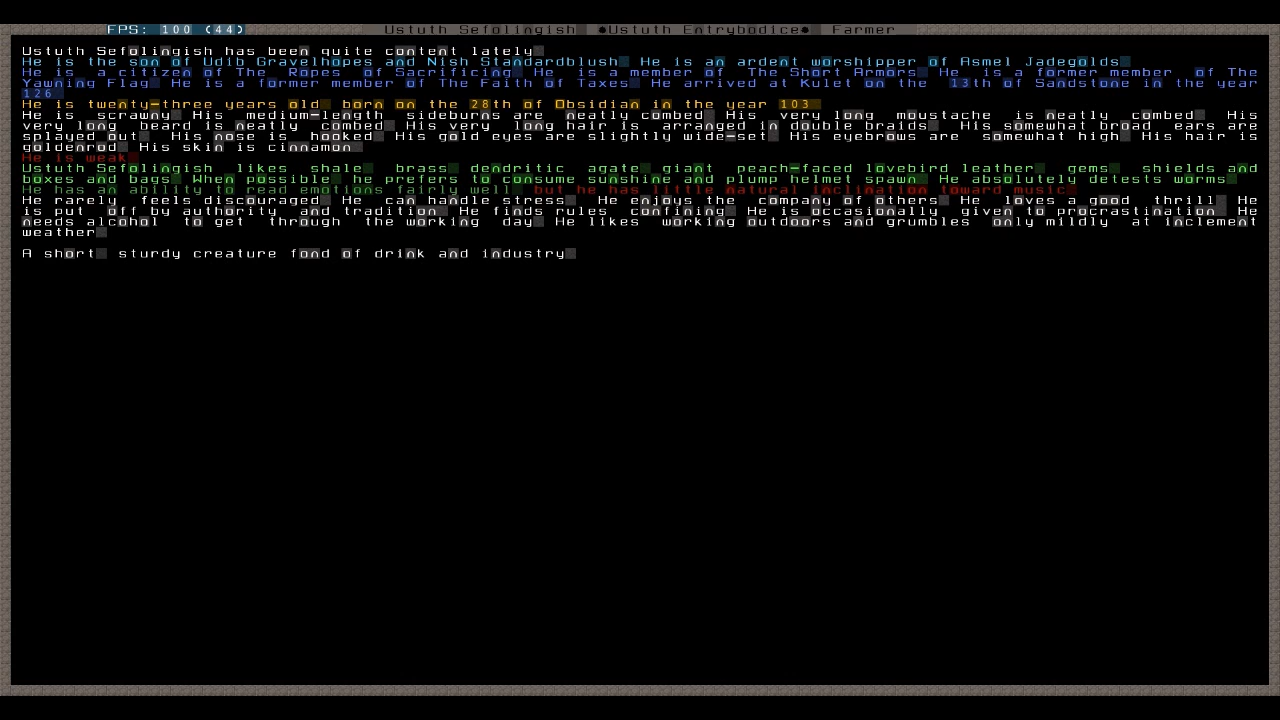 FPS: 100 (44) Ustuth Sefolingish "Ustuth Entrybodice" Farmer
Ustuth Sefolingish has been quite content lately.
He is the son of Udib Gravelhopes and Nish Standardblush. He is an ardent worshipper of Asmel Jadegolds.
He is a citizen of The Ropes of Sacrificing. He is a member of The Short Armors. He is a former member of The
Yawning Flag. He is a former member of The Faith of Taxes. He arrived at Kulet on the 13th of Sandstone in the year
126.
He is twenty-three years old, born on the 28th of Obsidian in the year 103.
He is scrawny. His medium-length sideburns are neatly combed. His very long moustache is neatly combed. His
very long beard is neatly combed. His very long hair is arranged in double braids. His somewhat broad ears are
splayed out. His nose is hooked. His gold eyes are slightly wide-set. His eyebrows are somewhat high. His hair is
goldenrod. His skin is cinnamon.
He is weak.
Ustuth Sefolingish likes shale, brass, dendritic agate, giant peach-faced lovebird leather, gems, shields and
boxes and bags. When possible, he prefers to consume sunshine and plump helmet spawn. He absolutely detests worms.
He has an ability to read emotions fairly well, but he has little natural inclination toward music.
He rarely feels discouraged. He can handle stress. He enjoys the company of others. He loves a good thrill. He
is put off by authority and tradition. He finds rules confining. He is occasionally given to procrastination. He
needs alcohol to get through the working day. He likes working outdoors and grumbles only mildly at inclement
weather.
A short, sturdy creature fond of drink and industry.